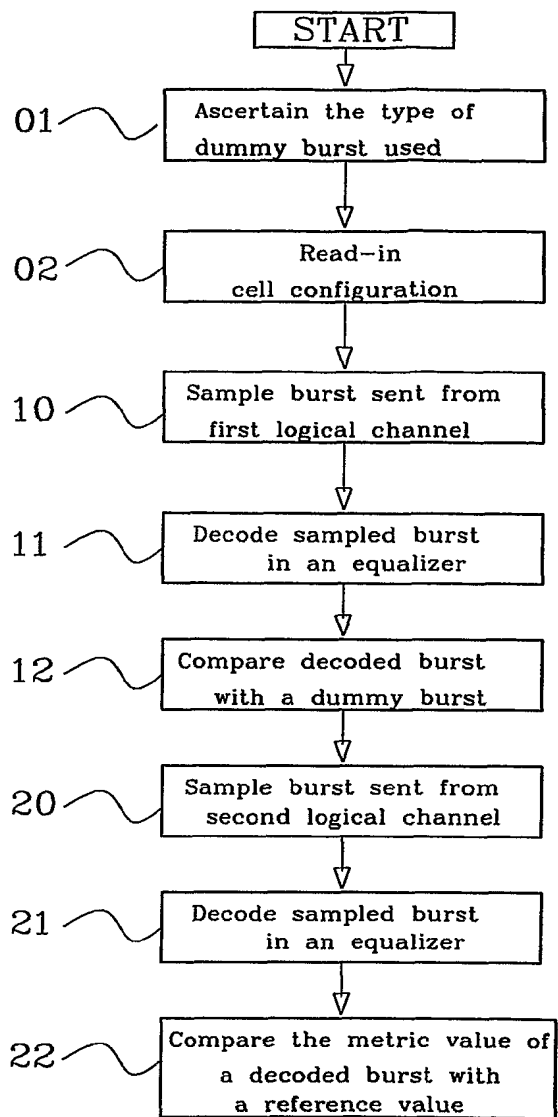 START
01
Ascertain the type of
dummy burst used
02
Read-in
cell configuration
10
Sample burst sent from
first logical channel
11
Decode sampled burst
in an equalizer
12
Compare decoded burst
with a dummy burst
20
Sample burst sent from
second logical channel
21
Decode sampled burst
in an equalizer
22
Compare the metric value of
a decoded burst with
a reference value